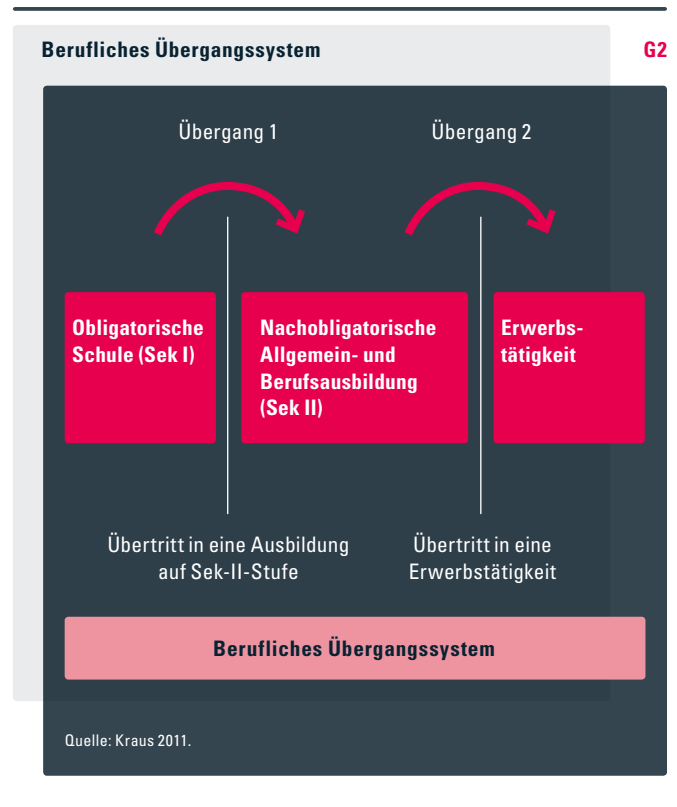 Berufliches Übergangssystem
G2
Übergang 1
Übergang 2
Obligatorische
Schule (Sek I)
Nachobligatorische
Allgemein- und
Berufsausbildung
(Sek II)
Erwerbs-
tätigkeit
Übertritt in eine Ausbildung
auf Sek-II-Stufe
Übertritt in eine
Erwerbstätigkeit
Berufliches Übergangssystem
Quelle: Kraus 2011.